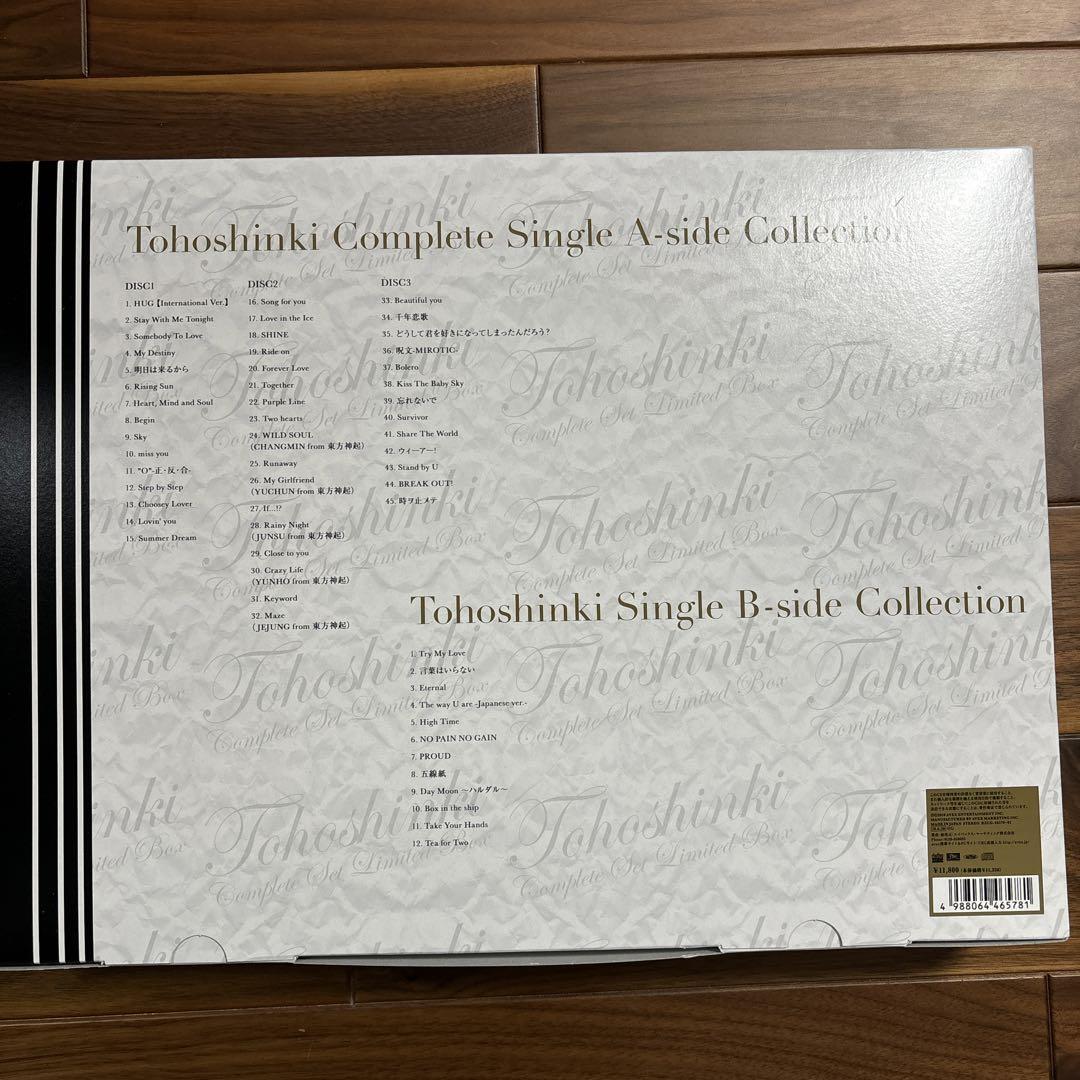 Tohoshinki Complete Single A-side Collection
DISC1
1. HUG【International Ver.】
2. Stay With Me Tonight
3. Somebody To Love
4. My Destiny
5. 明日は来るから
6. Rising Sun
7. Heart, Mind and Soul
8. Begin
9. Sky
10. miss you
11. "O"-正・反・合-
12. Step by Step
13. Choosey Lover
14. Lovin' you
15. Summer Dream
DISC2
16. Song for you
17. Love in the Ice
18. SHINE
19. Ride on
20. Forever Love
21. Together
22. Purple Line
23. Two hearts
24. WILD SOUL
(CHANGMIN from 東方神起)
25. Runaway
26. My Girlfriend
(YUCHUN from 東方神起)
27. If...!?
28. Rainy Night
(JUNSU from 東方神起)
29. Close to you
30. Crazy Life
(YUNHO from 東方神起)
31. Keyword
32. Maze
(JEJUNG from 東方神起)
DISC3
33. Beautiful you
34. 千年恋歌
35. どうして君を好きになってしまったんだろう?
36. 呪文-MIROTIC-
37. Bolero
38. Kiss The Baby Sky
39. 忘れないで
40. Survivor
41. Share The World
42. ウィーアー!
43. Stand by U
44. BREAK OUT!
45. 時ヲ止メテ
Tohoshinki Single B-side Collection
1. Try My Love
2. 言葉はいらない
3. Eternal
4. The way U are -Japanese ver.-
5. High Time
6. NO PAIN NO GAIN
7. PROUD
8. 五線紙
9. Day Moon ～ハルダル～
10. Box in the ship
11. Take Your Hands
12. Tea for Two
Tohoshinki
Complete Set Limited Box
¥11,800
4 988064 465781